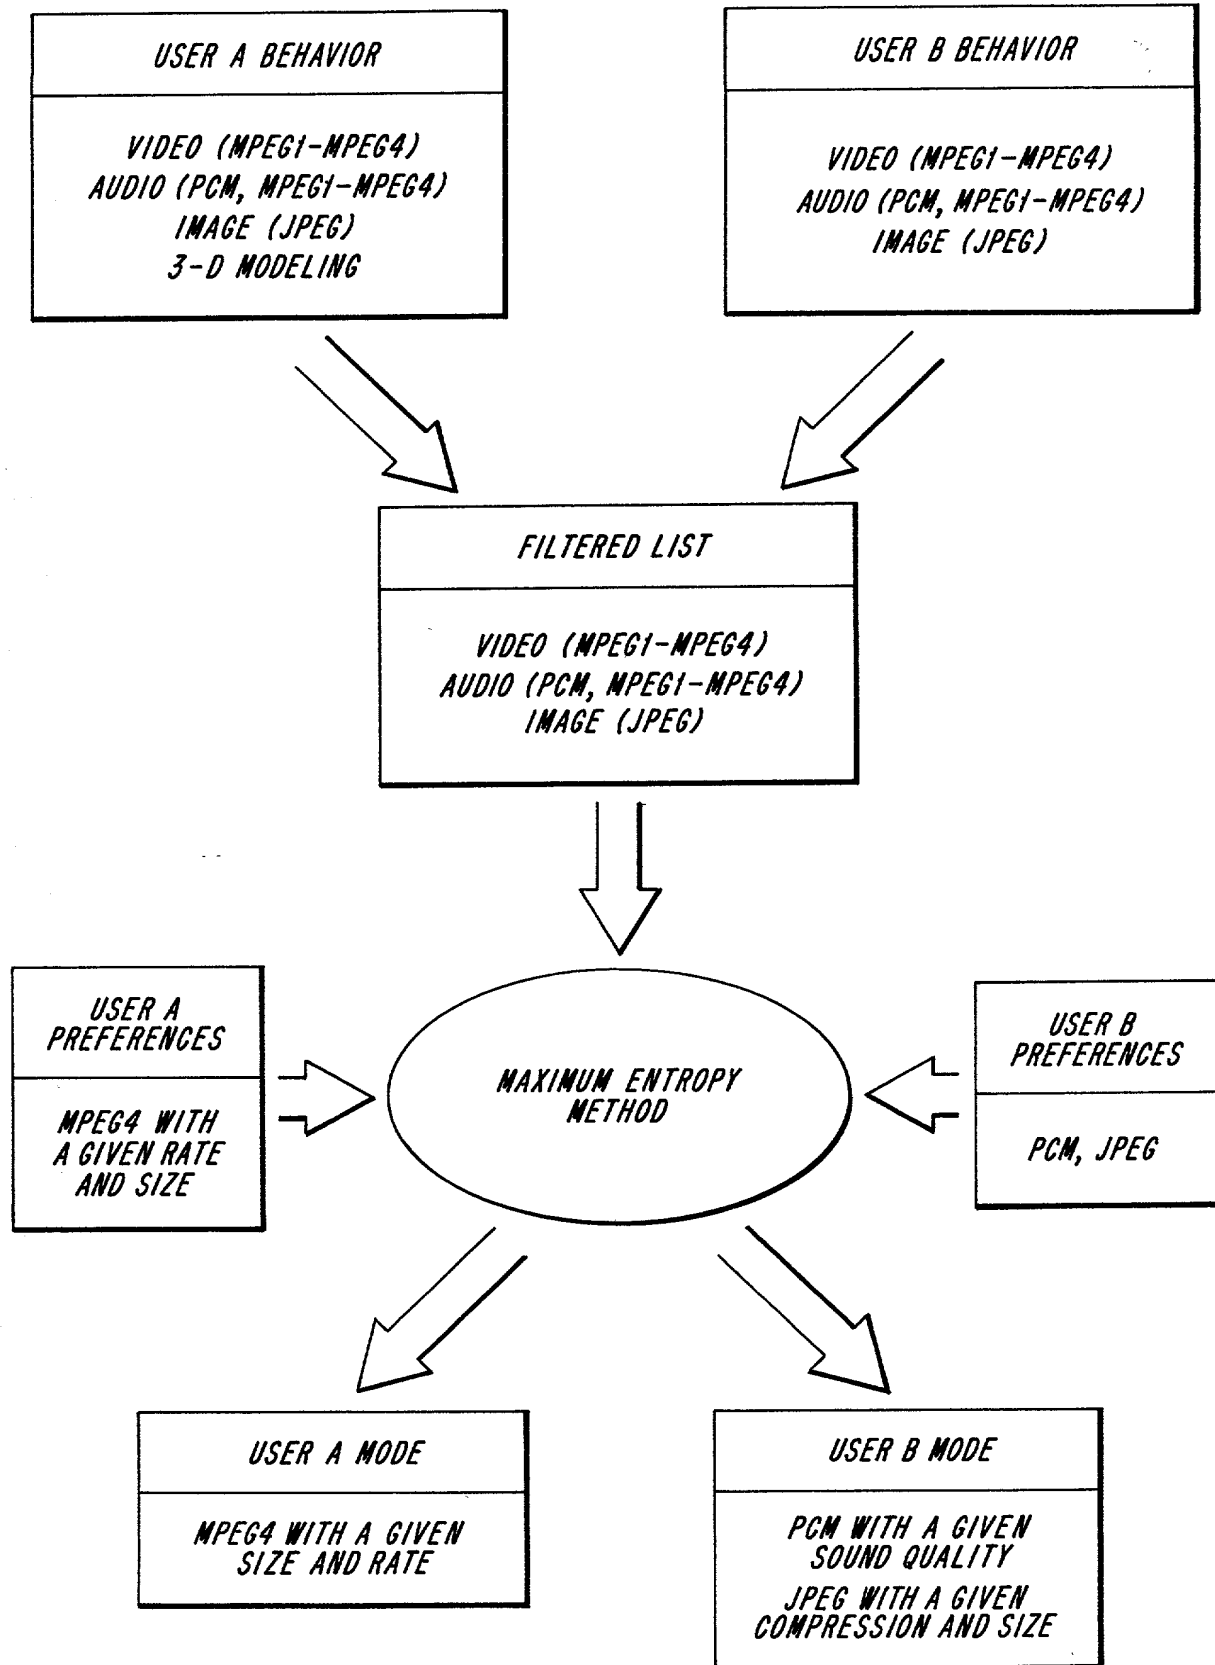 USER A BEHAVIOR
VIDEO (MPEG1-MPEG4)
AUDIO (PCM, MPEG1-MPEG4)
IMAGE (JPEG)
3-D MODELING
USER B BEHAVIOR
VIDEO (MPEG1-MPEG4)
AUDIO (PCM, MPEG1-MPEG4)
IMAGE (JPEG)
FILTERED LIST
VIDEO (MPEG1-MPEG4)
AUDIO (PCM, MPEG1-MPEG4)
IMAGE (JPEG)
USER A
PREFERENCES
MPEG4 WITH
A GIVEN RATE
AND SIZE
MAXIMUM ENTROPY
METHOD
USER B
PREFERENCES
PCM, JPEG
USER A MODE
MPEG4 WITH A GIVEN
SIZE AND RATE
USER B MODE
PCM WITH A GIVEN
SOUND QUALITY
JPEG WITH A GIVEN
COMPRESSION AND SIZE